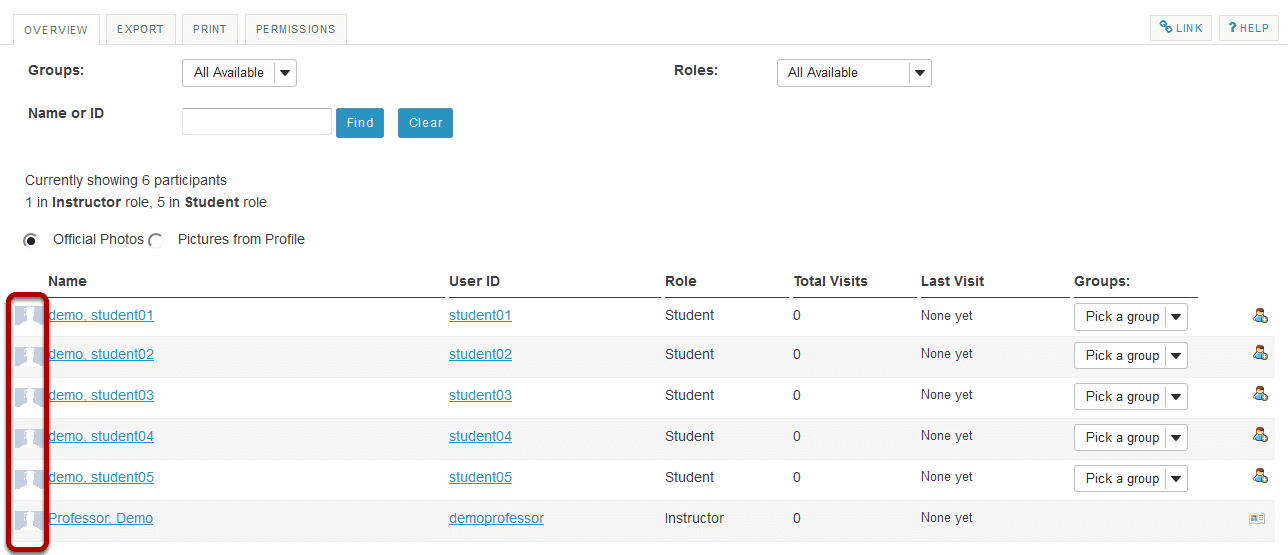 OVERVIEW EXPORT PRINT PERMISSIONS LINK ? HELP
Groups: All Available Roles: All Available
Name or ID Find Clear
Currently showing 6 participants
1 in Instructor role, 5 in Student role
Official Photos Pictures from Profile
Name User ID Role Total Visits Last Visit Groups:
demo, student01 student01 Student 0 None yet Pick a group
demo, student02 student02 Student 0 None yet Pick a group
demo, student03 student03 Student 0 None yet Pick a group
demo, student04 student04 Student 0 None yet Pick a group
demo, student05 student05 Student 0 None yet Pick a group
Professor, Demo demoprofessor Instructor 0 None yet